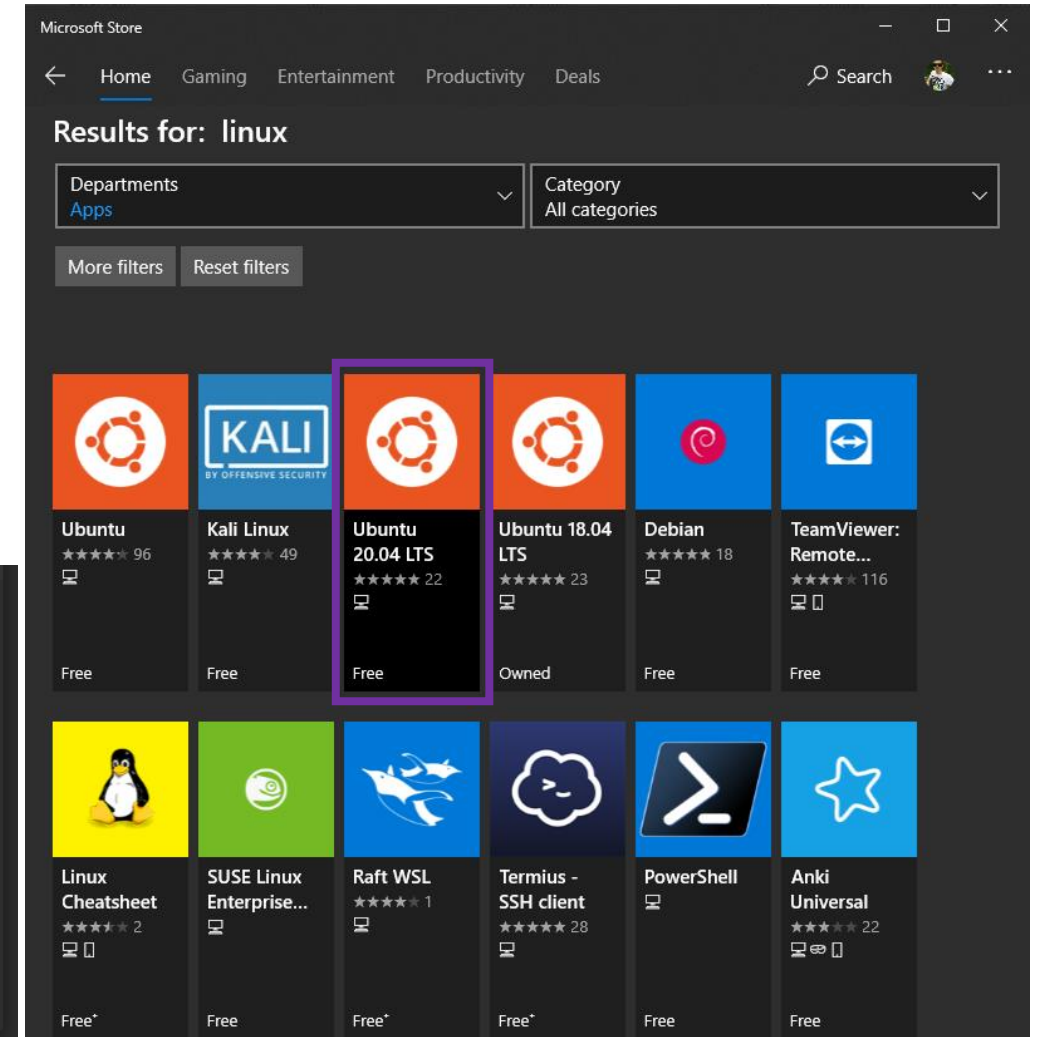 Microsoft Store
Home Gaming Entertainment Productivity Deals Search
Results for: linux
Departments
Apps
Category
All categories
More filters Reset filters
KALI
BY OFFENSIVE SECURITY
Ubuntu
96
Free
Kali Linux
49
Free
Ubuntu
20.04 LTS
22
Free
Ubuntu 18.04
LTS
23
Owned
Debian
18
Free
TeamViewer:
Remote...
116
Free
Linux
Cheatsheet
2
Free+
SUSE Linux
Enterprise...
Free
Raft WSL
1
Free+
Termius -
SSH client
28
Free+
PowerShell
Free
Anki
Universal
22
Free